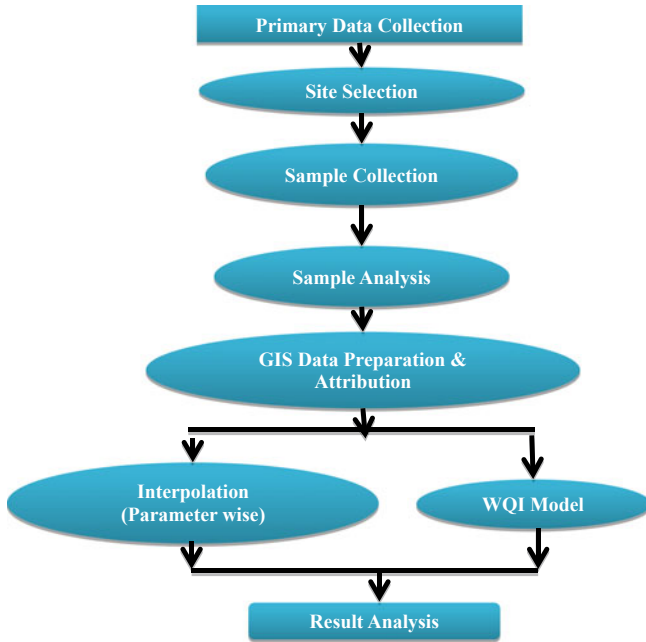 Primary Data Collection
Site Selection
Sample Collection
Sample Analysis
GIS Data Preparation &
Attribution
Interpolation
(Parameter wise)
WQI Model
Result Analysis